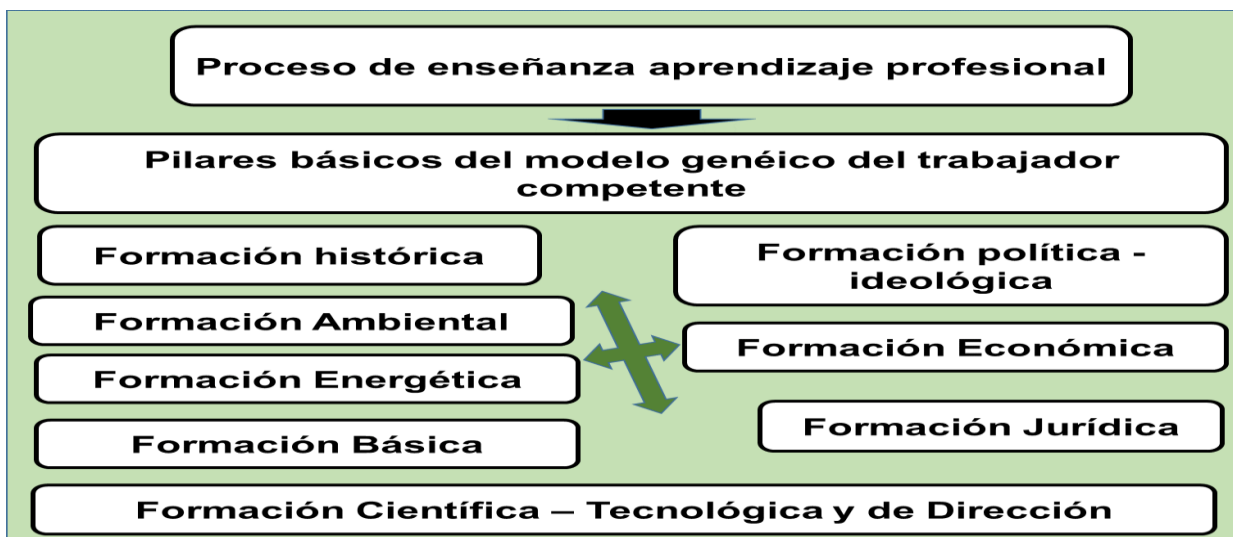 Proceso de enseñanza aprendizaje profesional
Pilares básicos del modelo genéico del trabajador
competente
Formación histórica
Formación Ambiental
Formación Energética
Formación Básica
Formación política -
ideológica
Formación Económica
Formación Jurídica
Formación Científica – Tecnológica y de Dirección